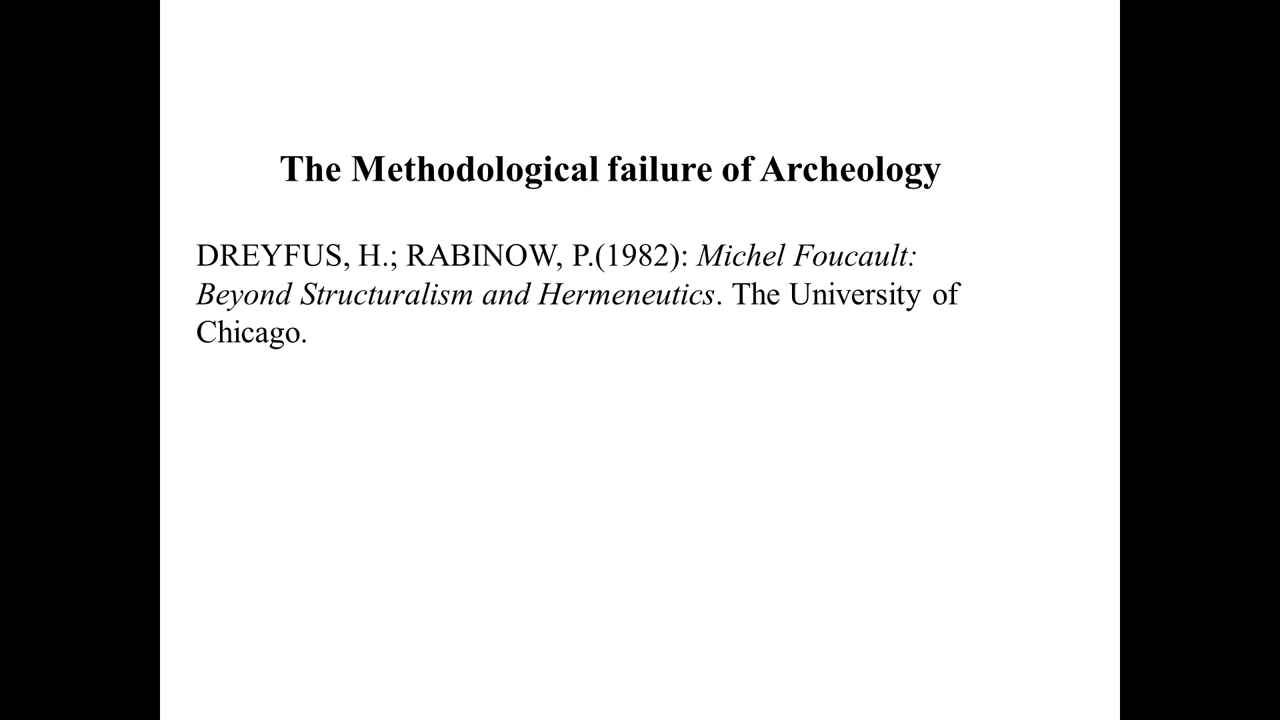 The Methodological failure of Archeology
DREYFUS, H.; RABINOW, P.(1982): Michel Foucault:
Beyond Structuralism and Hermeneutics. The University of
Chicago.